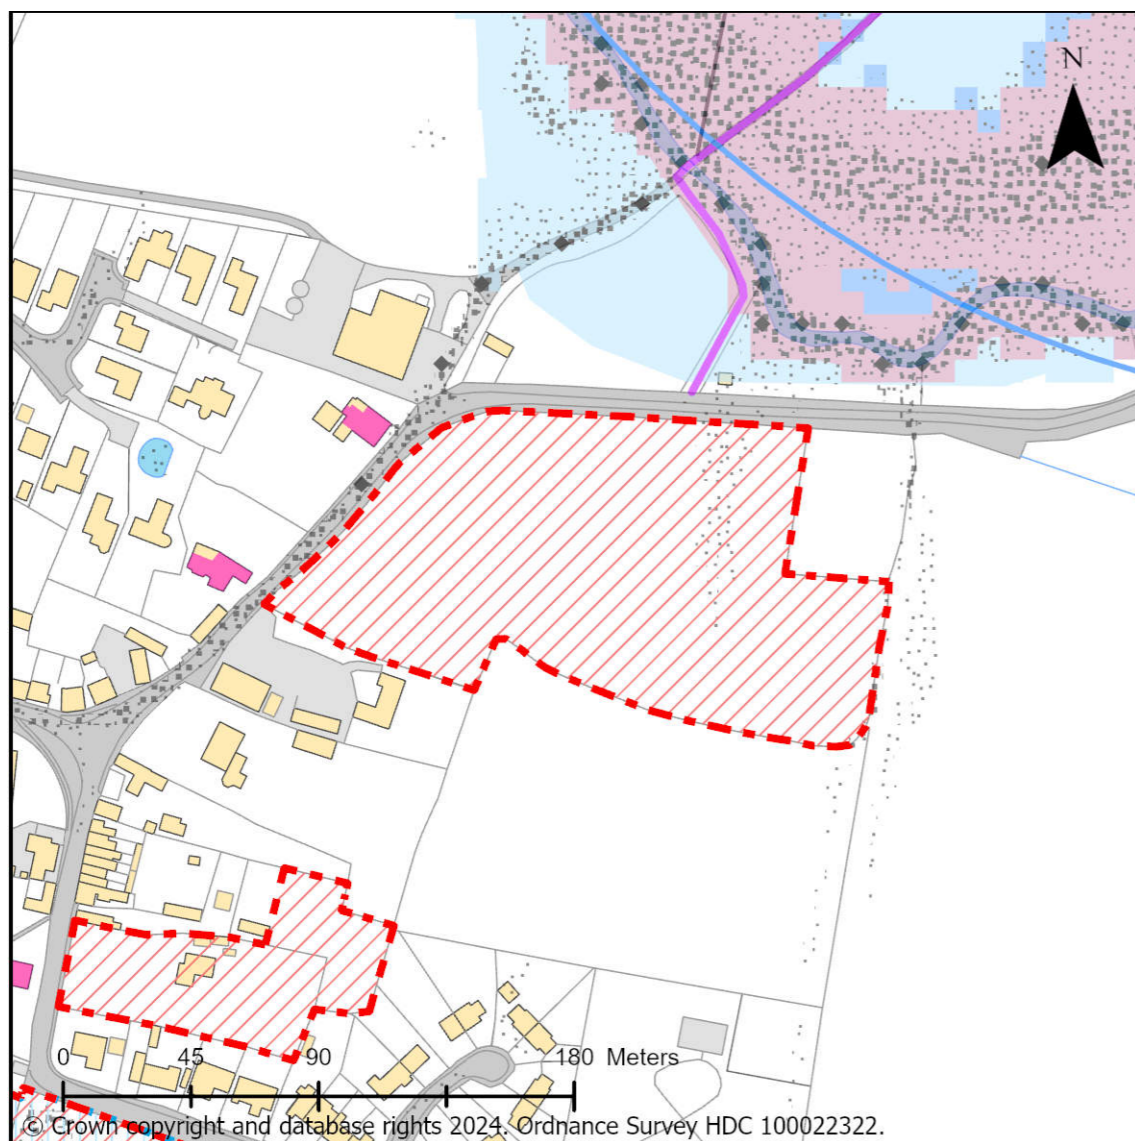 N
0 45 90 180 Meters
© Crown copyright and database rights 2024. Ordnance Survey HDC 100022322.